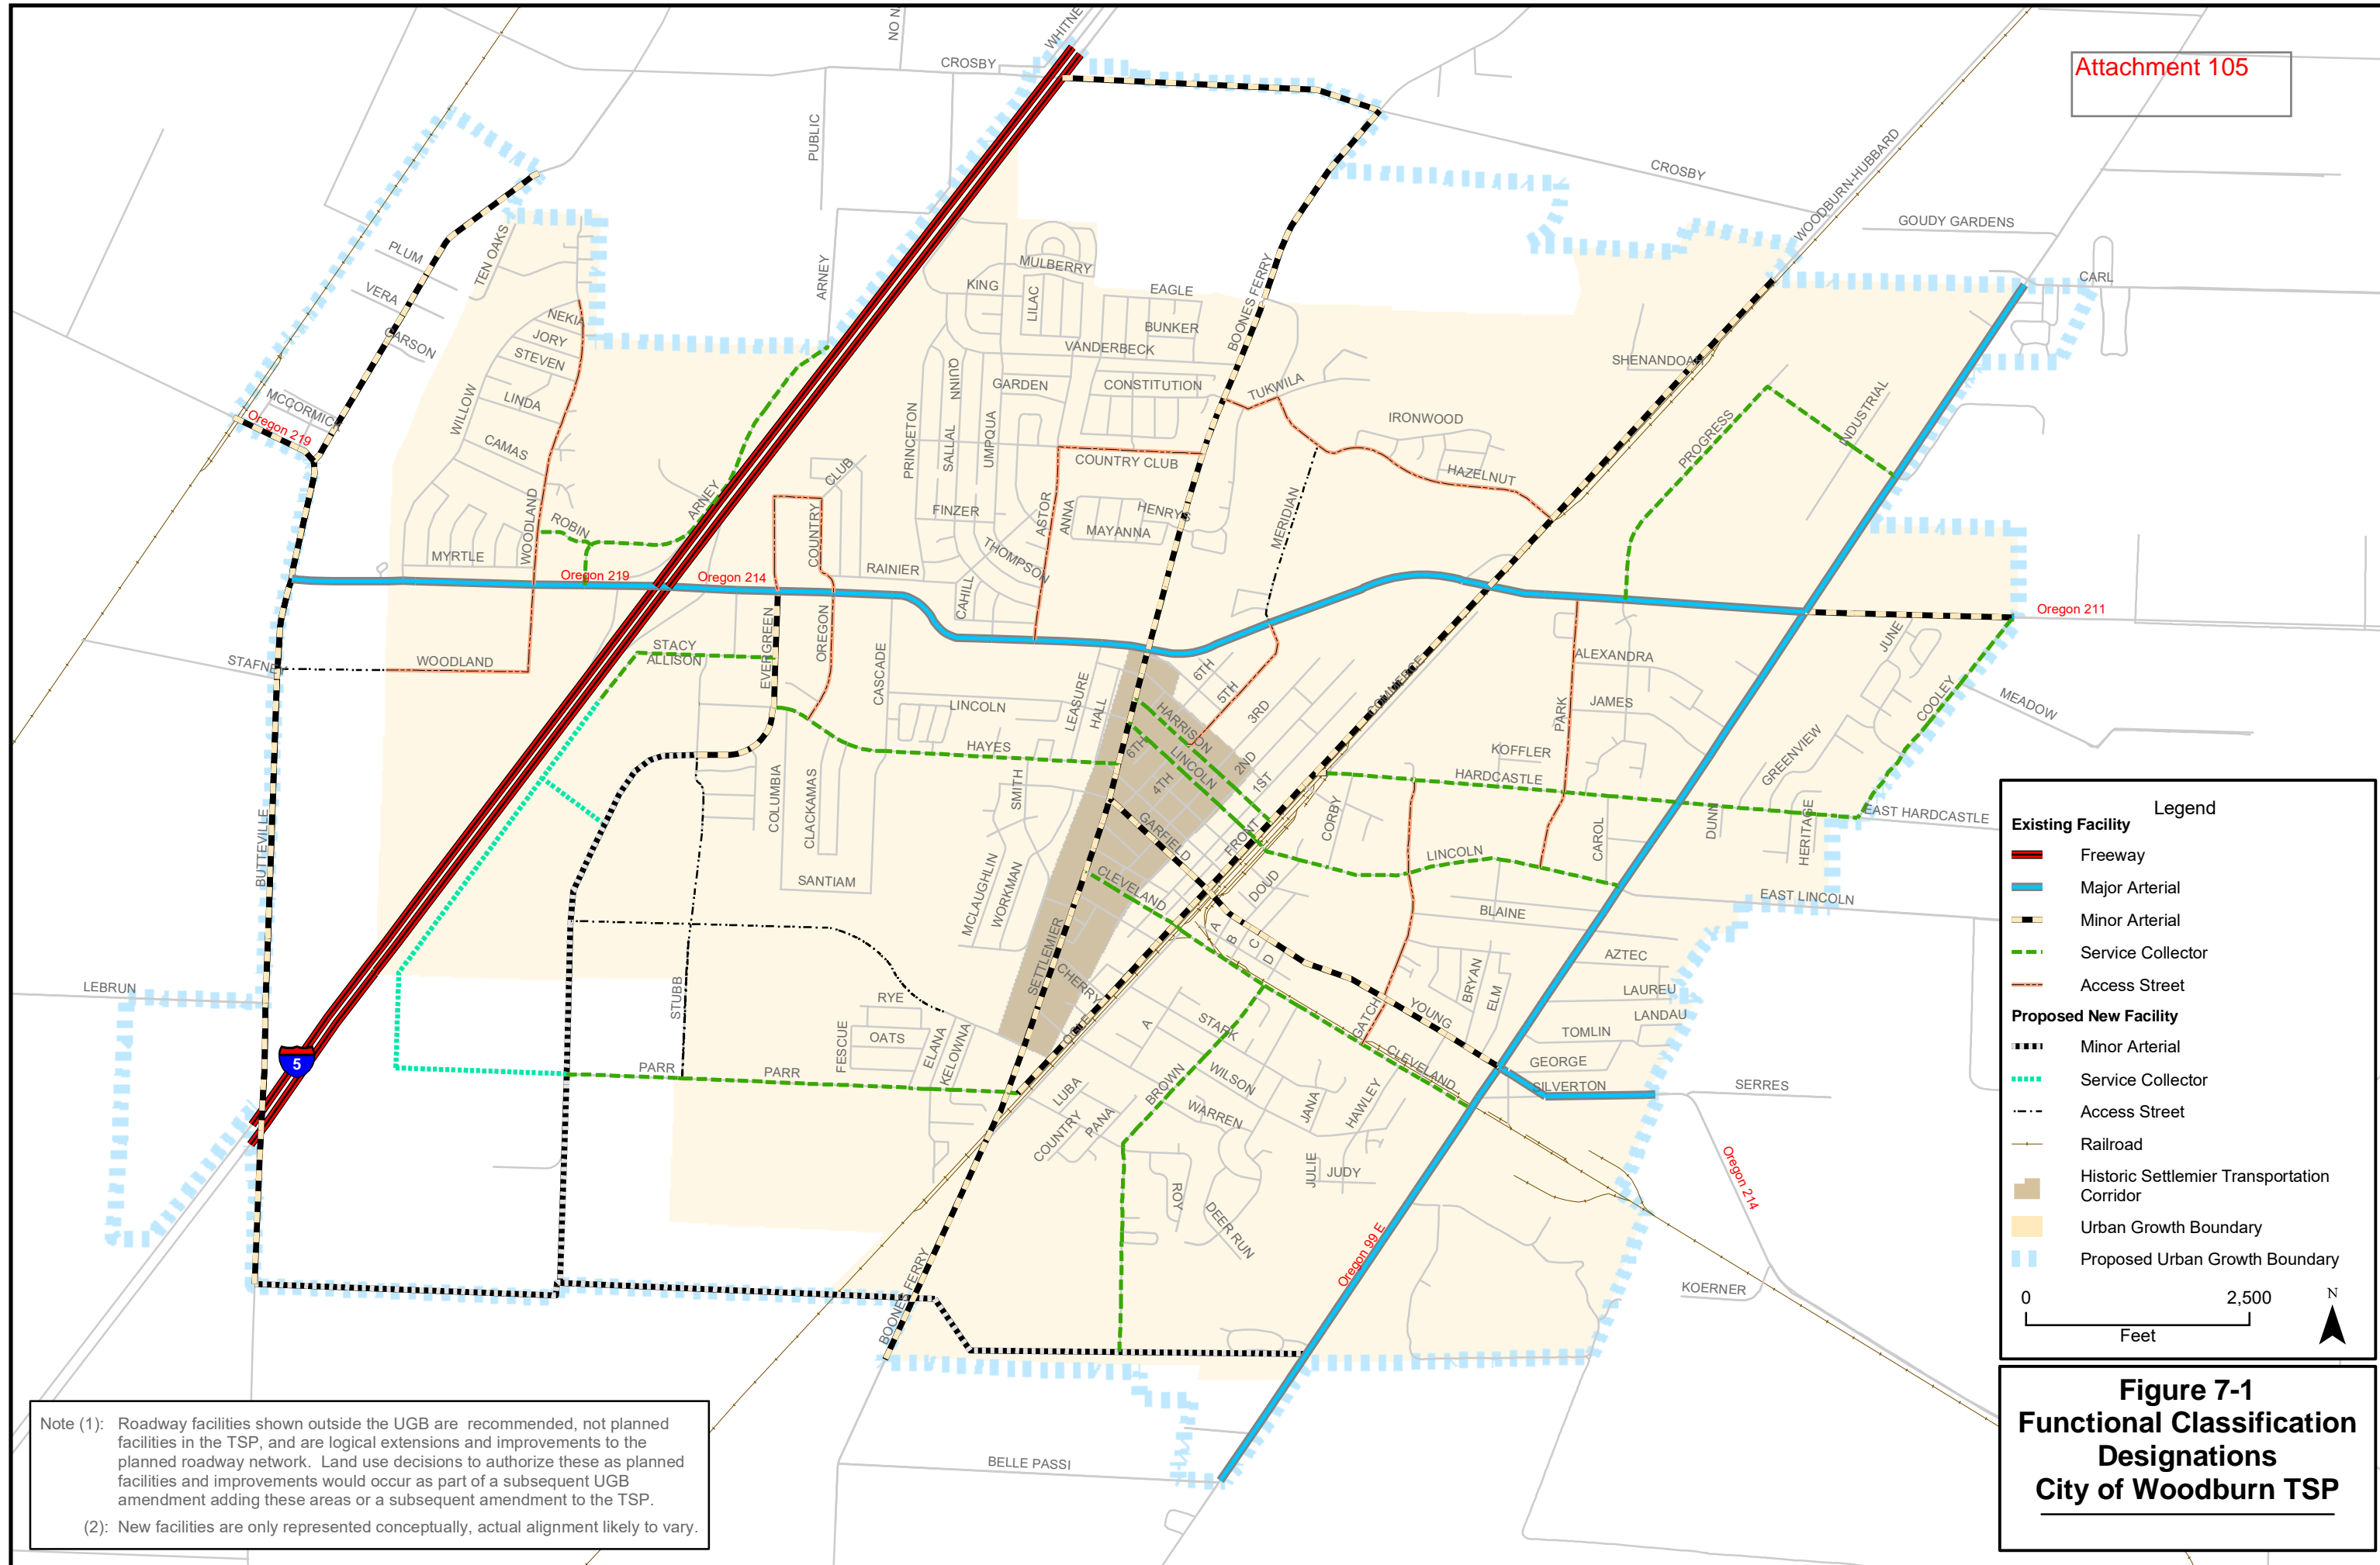 WHITNE
NO N
CROSBY
Attachment 105
PUBLIC
CROSBY
WOODBURN-HUBBARD
GOUDY GARDENS
CARL
PLUM
TEN OAKS
ARNEY
MULBERRY
KING
LILAC
EAGLE
BUNKER
BOONES FERRY
VERA
CARSON
NEKIA
JORY
STEVEN
VANDERBECK
SHENANDOAH
QUINN
GARDEN
CONSTITUTION
TUKWILA
MCCORMICK
Oregon 219
WILLOW
LINDA
CAMAS
PRINCETON
SALLAL
UMPQUA
IRONWOOD
INDUSTRIAL
PROGRESS
COUNTRY CLUB
CLUB
HAZELNUT
WOODLAND
ROBIN
ARNEY
COUNTRY
FINZER
ASTOR
ANNA
HENRYS
MAYANNA
MERIDIAN
MYRTLE
THOMPSON
RAINIER
CAHILL
Oregon 219
Oregon 214
Oregon 211
STAFNEY
WOODLAND
STACY
ALLISON
EVERGREEN
OREGON
CASCADE
LEASURE
HALL
6TH
5TH
3RD
COMMERCE
ALEXANDRA
JAMES
PARK
JUNE
COOLEY
MEADOW
LINCOLN
HAYES
HARRISON
LINCOLN
6TH
4TH
2ND
1ST
KOFFLER
HARDCASTLE
GREENVIEW
COLUMBIA
CLACKAMAS
SMITH
GARFIELD
FRONT
CORBY
LINCOLN
CAROL
DUNN
HERITAGE
EAST HARDCASTLE
BUTTEVILLE
SANTIAM
MCLAUGHLIN
WORKMAN
CLEVELAND
DOUD
BLAINE
EAST LINCOLN
A
B
C
D
SETTLEMIER
CHERRY
OGLE
LEBRUN
STUBB
RYE
OATS
FESCUE
ELANA
KELOWNA
A
STARK
GATCH
YOUNG
BRYAN
ELM
AZTEC
LAUREL
LANDAU
TOMLIN
GEORGE
PARR
PARR
BROWN
WILSON
CLEVELAND
SILVERTON
SERRES
5
LUBA
COUNTRY
PANA
WARREN
JANA
HAWLEY
ROY
DEER RUN
JULIE
JUDY
Oregon 214
Oregon 99 E
KOERNER
BOONES FERRY
BELLE PASSI
Legend
Existing Facility
Freeway
Major Arterial
Minor Arterial
Service Collector
Access Street
Proposed New Facility
Minor Arterial
Service Collector
Access Street
Railroad
Historic Settlemier Transportation
Corridor
Urban Growth Boundary
Proposed Urban Growth Boundary
0 2,500
Feet
N
Figure 7-1
Functional Classification
Designations
City of Woodburn TSP
Note (1): Roadway facilities shown outside the UGB are recommended, not planned
facilities in the TSP, and are logical extensions and improvements to the
planned roadway network. Land use decisions to authorize these as planned
facilities and improvements would occur as part of a subsequent UGB
amendment adding these areas or a subsequent amendment to the TSP.
(2): New facilities are only represented conceptually, actual alignment likely to vary.